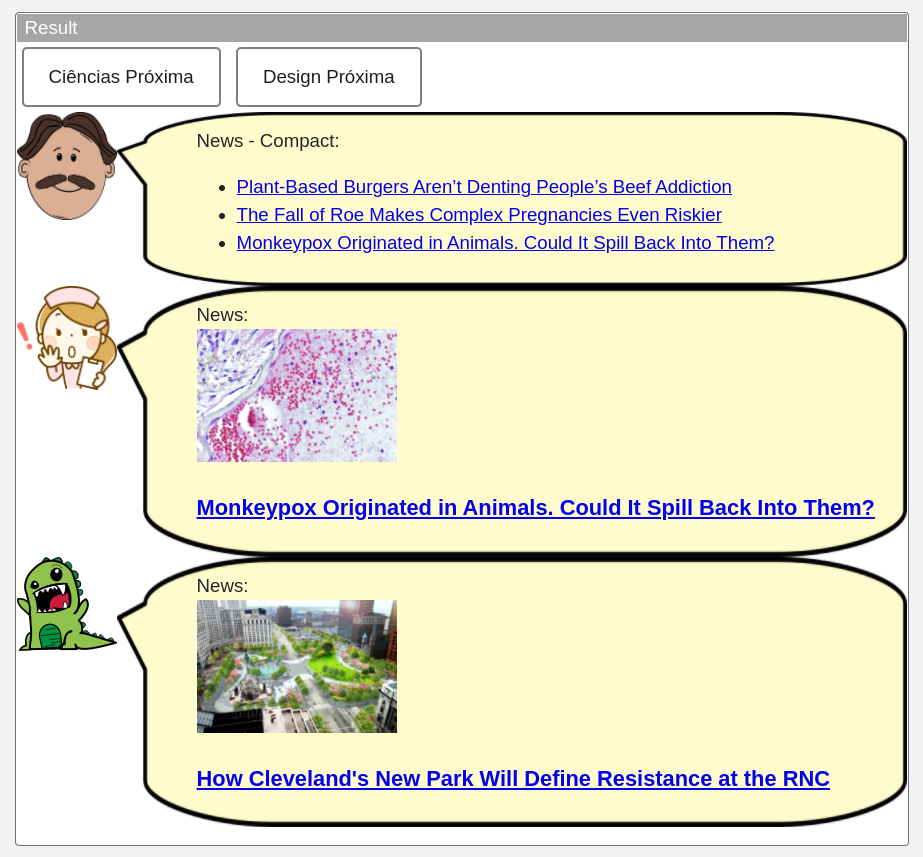 Result
Ciências Próxima
Design Próxima
News - Compact:
Plant-Based Burgers Aren’t Denting People’s Beef Addiction
The Fall of Roe Makes Complex Pregnancies Even Riskier
Monkeypox Originated in Animals. Could It Spill Back Into Them?
News:
Monkeypox Originated in Animals. Could It Spill Back Into Them?
News:
How Cleveland's New Park Will Define Resistance at the RNC